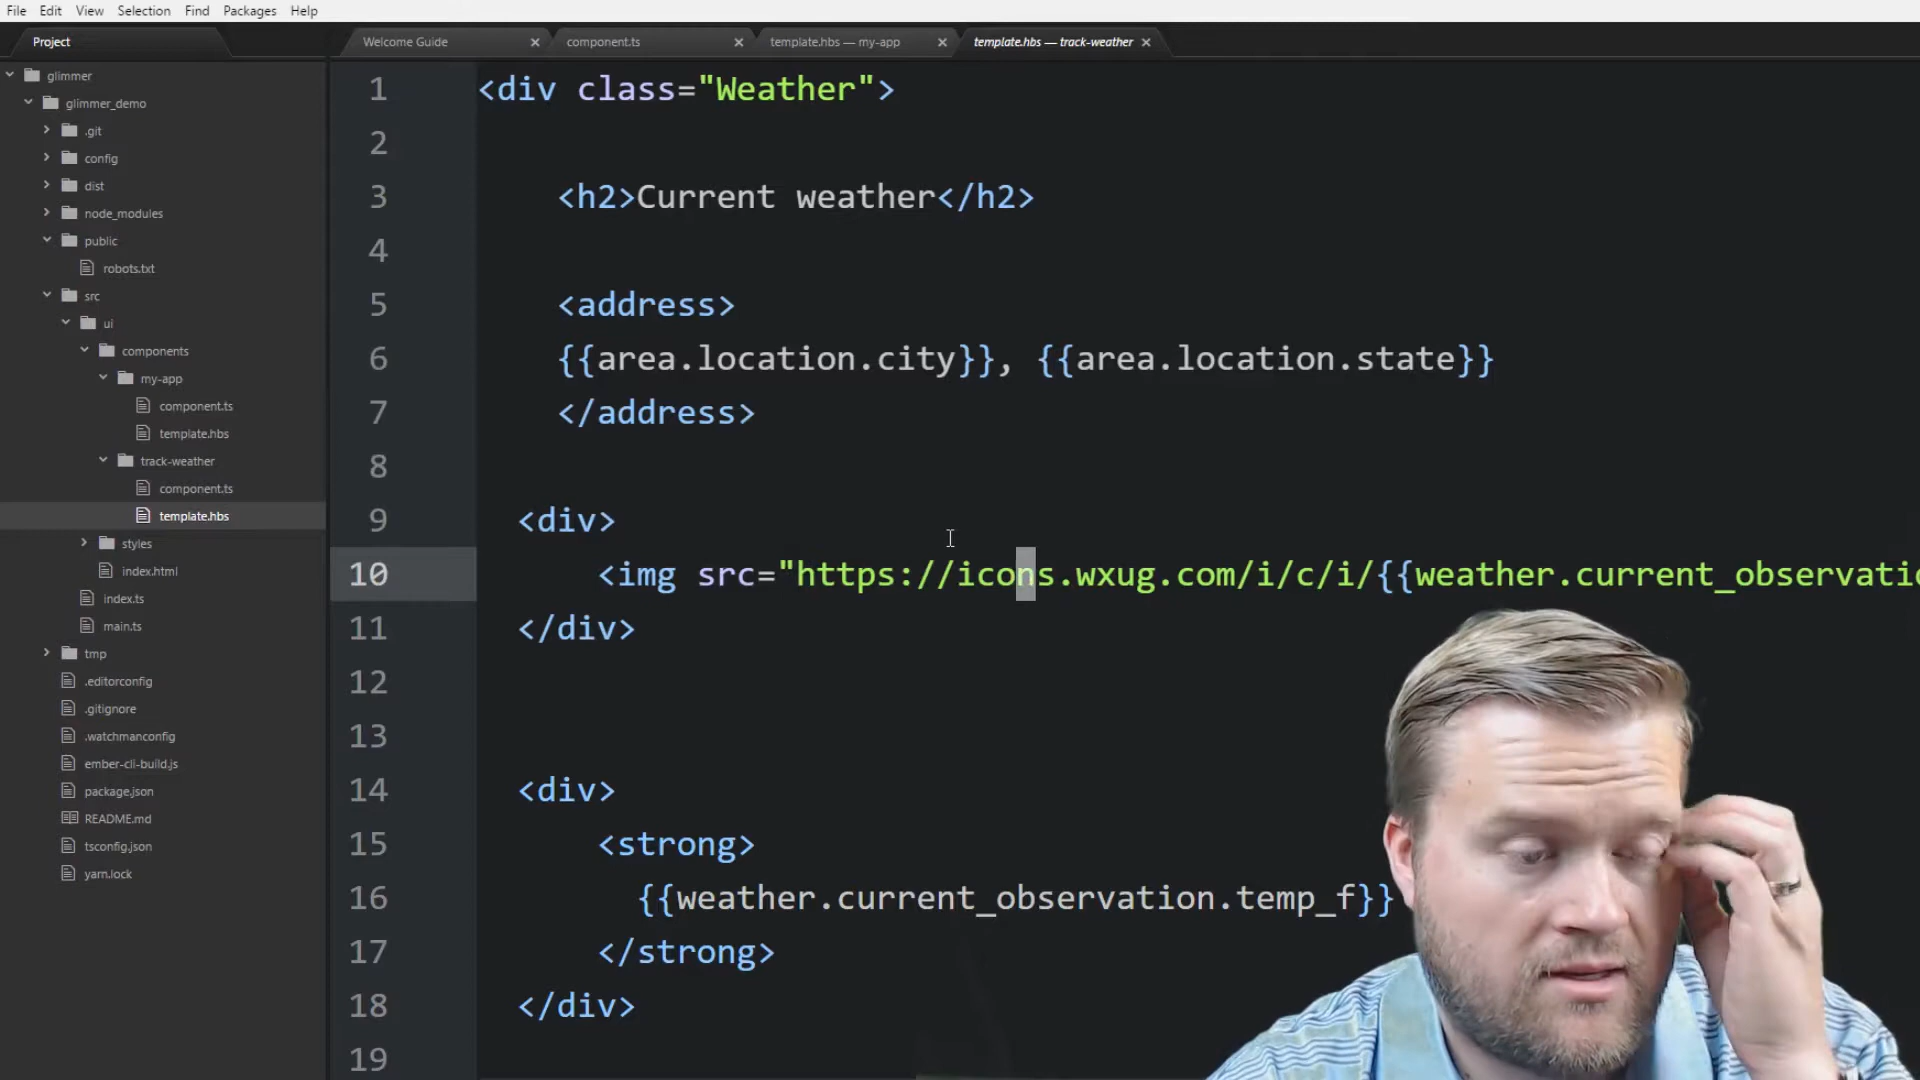 File Edit View Selection Find Packages Help
Project
Welcome Guide
component.ts
template.hbs — my-app
template.hbs — track-weather
glimmer
glimmer_demo
.git
config
dist
node_modules
public
robots.txt
src
ui
components
my-app
component.ts
template.hbs
track-weather
component.ts
template.hbs
styles
index.html
index.ts
main.ts
tmp
.editorconfig
.gitignore
.watchmanconfig
ember-cli-build.js
package.json
README.md
tsconfig.json
yarn.lock
1 <div class="Weather">
2
3 <h2>Current weather</h2>
4
5 <address>
6 {{area.location.city}}, {{area.location.state}}
7 </address>
8
9 <div>
10 <img src="https://icons.wxug.com/i/c/i/{{weather.current_observatio
11 </div>
12
13
14 <div>
15 <strong>
16 {{weather.current_observation.temp_f}}
17 </strong>
18 </div>
19